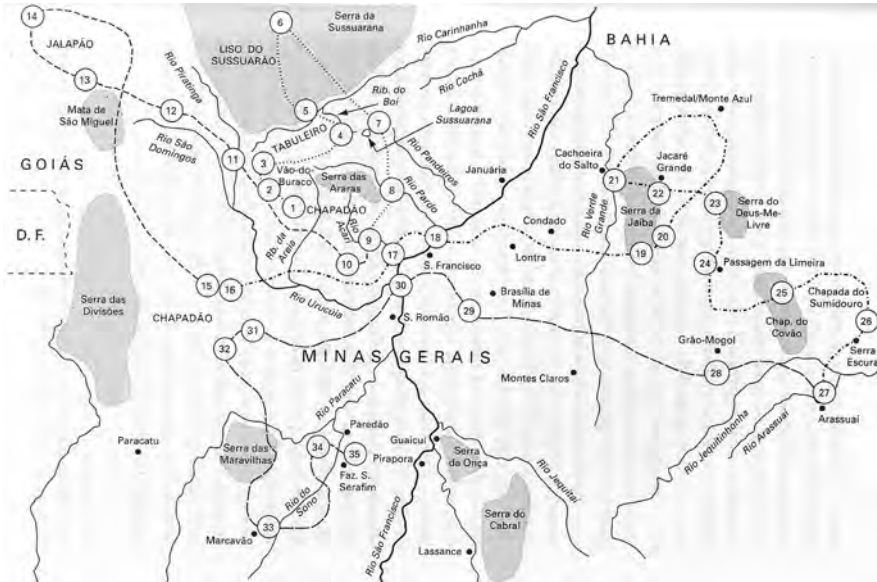 14
JALAPÃO
13
Mata de
São Miguel
12
6
Serra da
Sussuarana
LISO DO
SUSSUARÃO
Rio Piratinga
Rio Carinhanha
Rio Cochá
Rib. do
Boi
Lagoa
Sussuarana
5
4
7
TABULEIRO
3
BAHIA
Rio São Francisco
Tremedal/Monte Azul
Rio São
Domingos
GOIÁS
11
2
Vão-do-
Buraco
1
CHAPADÃO
Serra das
Araras
8
Rio Pandeiros
Rio Pardo
Januária
Cachoeira
do Salto
21
Jacaré
Grande
22
23
Serra do
Deus-Me-
Livre
D.F.
Rb. da
Areia
Rio
Acari
9
10
17
18
S. Francisco
Condado
Lontra
Rio Verde
Grande
Serra da
Jaíba
20
19
24
Passagem da Limeira
15
16
Rio Urucúia
30
Brasília de
Minas
29
25
Chapada do
Sumidouro
Chap. do
Covão
26
Serra das
Divisões
CHAPADÃO
31
32
S. Romão
MINAS GERAIS
Grão-Mogol
28
Serra
Escura
27
Arassuaí
Montes Claros
Rio Paracatu
Rio Jequitinhonha
Rio Arassuaí
Paracatu
Serra das
Maravilhas
Paredão
34
35
Faz. S.
Serafim
Guaicuí
Pirapora
Serra
da Onça
Rio Jequitaí
Rio do
Sono
33
Marcavão
Rio São Francisco
Serra do
Cabral
Lassance